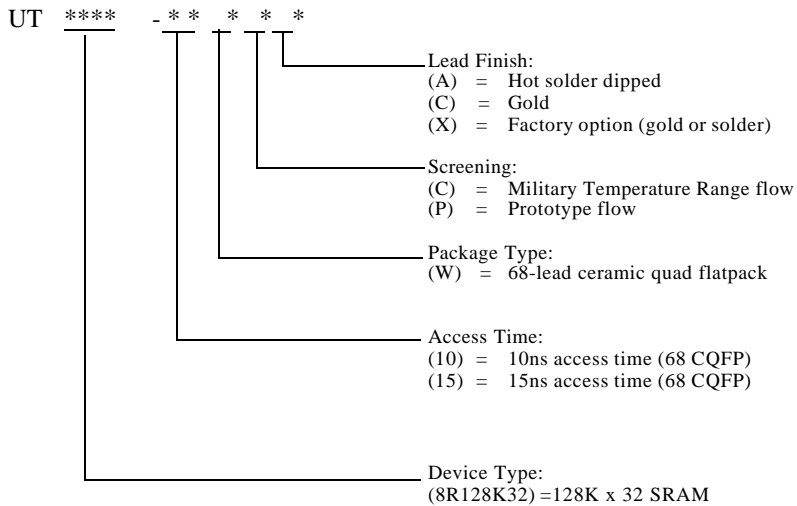 UT **** - * * * * *
Lead Finish:
(A) = Hot solder dipped
(C) = Gold
(X) = Factory option (gold or solder)
Screening:
(C) = Military Temperature Range flow
(P) = Prototype flow
Package Type:
(W) = 68-lead ceramic quad flatpack
Access Time:
(10) = 10ns access time (68 CQFP)
(15) = 15ns access time (68 CQFP)
Device Type:
(8R128K32) =128K x 32 SRAM